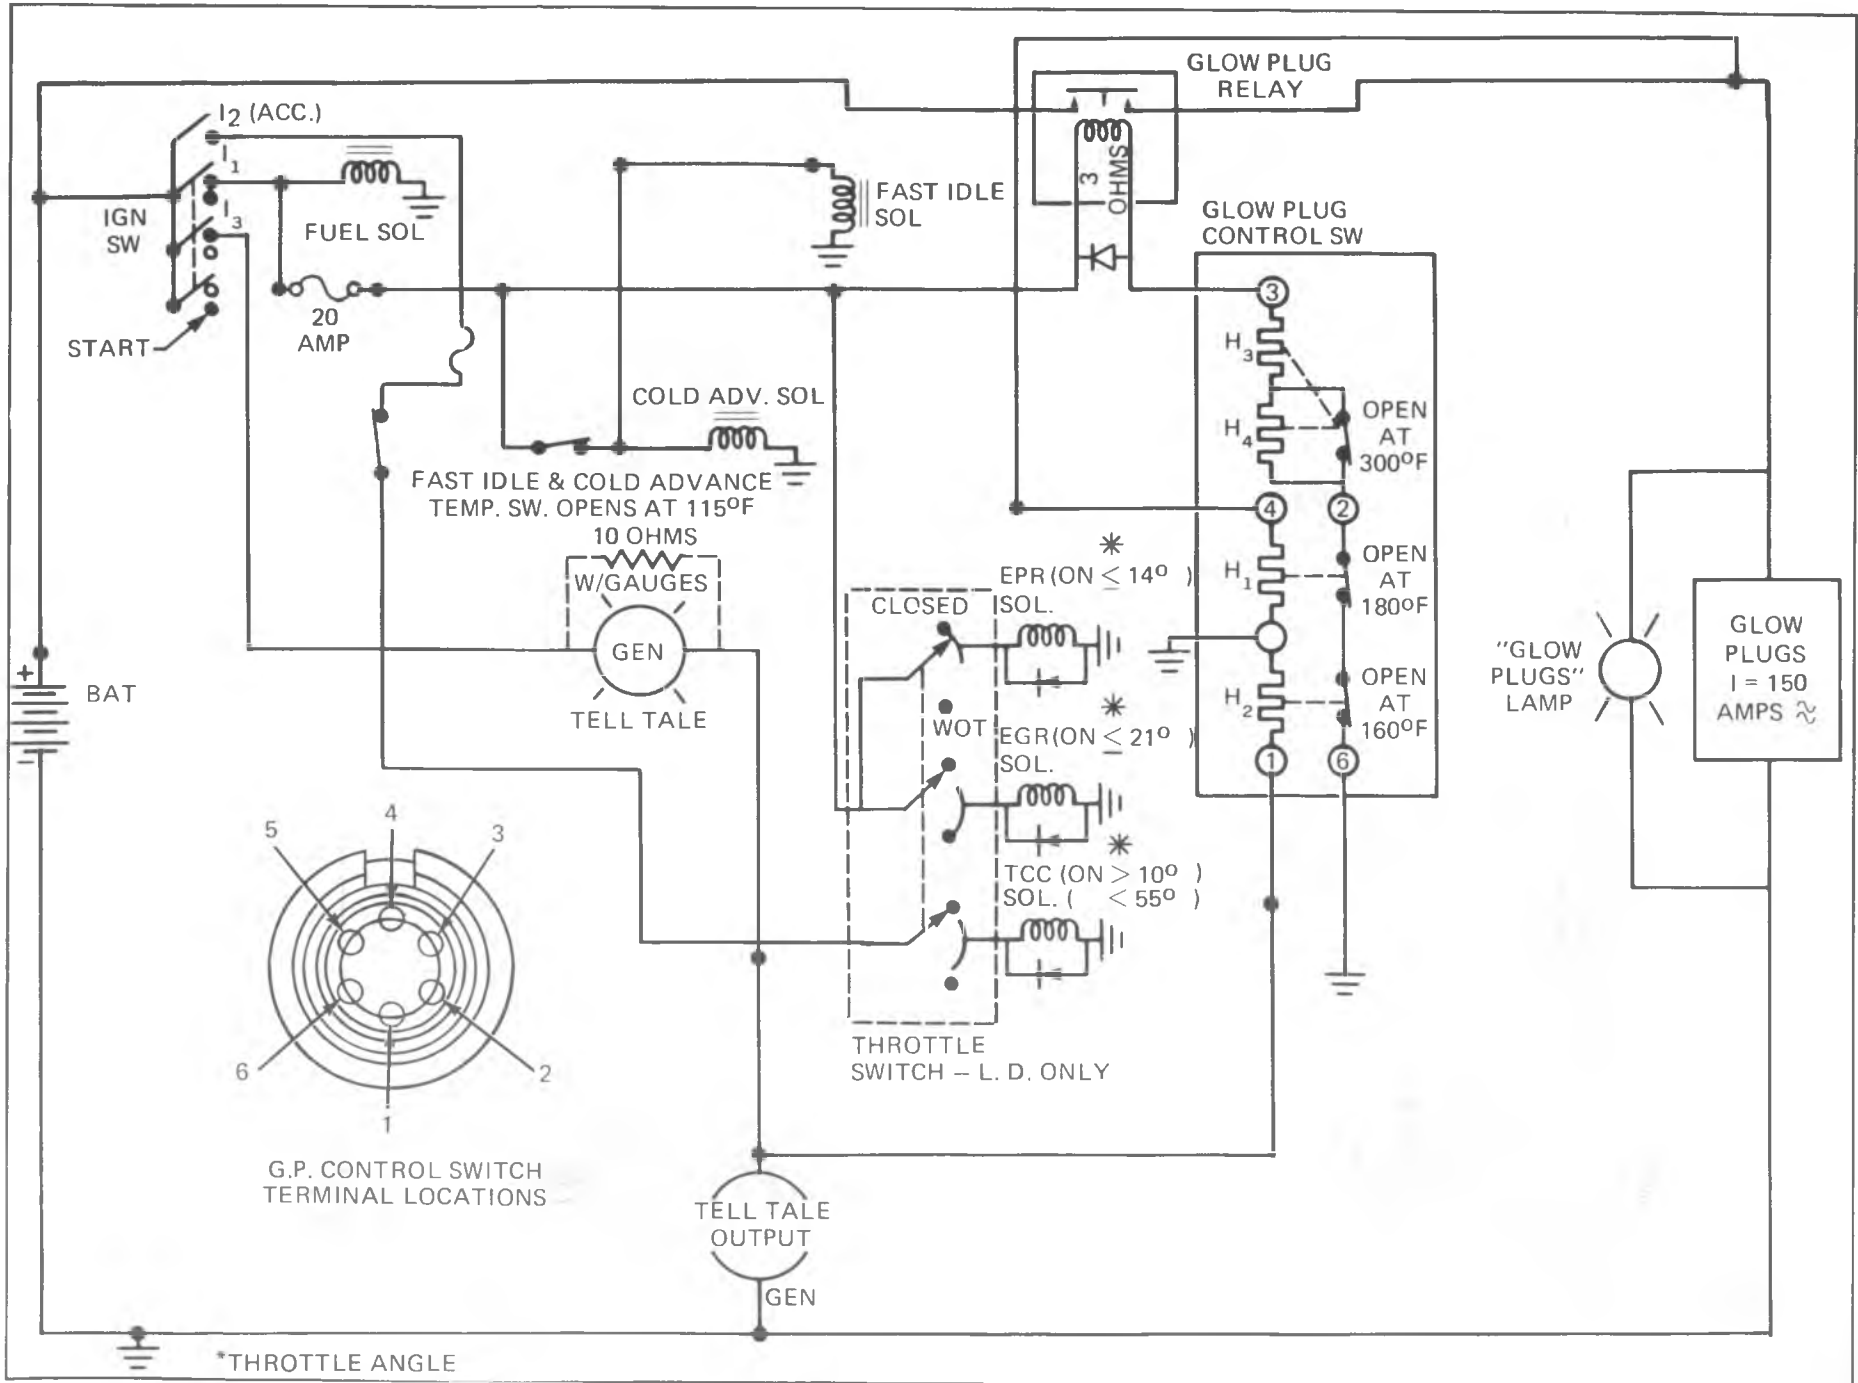 GLOW PLUG
RELAY
I2 (ACC.)
I1
I3
IGN
SW
FUEL SOL
20
AMP
START
FAST IDLE
SOL
3
OHMS
GLOW PLUG
CONTROL SW
3
H3
H4
OPEN
AT
300°F
COLD ADV. SOL
FAST IDLE & COLD ADVANCE
TEMP. SW. OPENS AT 115°F
10 OHMS
W/GAUGES
GEN
TELL TALE
4
2
H1
OPEN
AT
180°F
H2
OPEN
AT
160°F
1
6
+
BAT
−
CLOSED
WOT
*
EPR (ON ≤ 14° )
SOL.
*
EGR (ON ≤ 21° )
SOL.
*
TCC (ON > 10° )
SOL. ( < 55° )
THROTTLE
SWITCH – L. D. ONLY
"GLOW
PLUGS"
LAMP
GLOW
PLUGS
I = 150
AMPS ≈
5
4
3
6
1
2
G.P. CONTROL SWITCH
TERMINAL LOCATIONS
TELL TALE
OUTPUT
GEN
*THROTTLE ANGLE